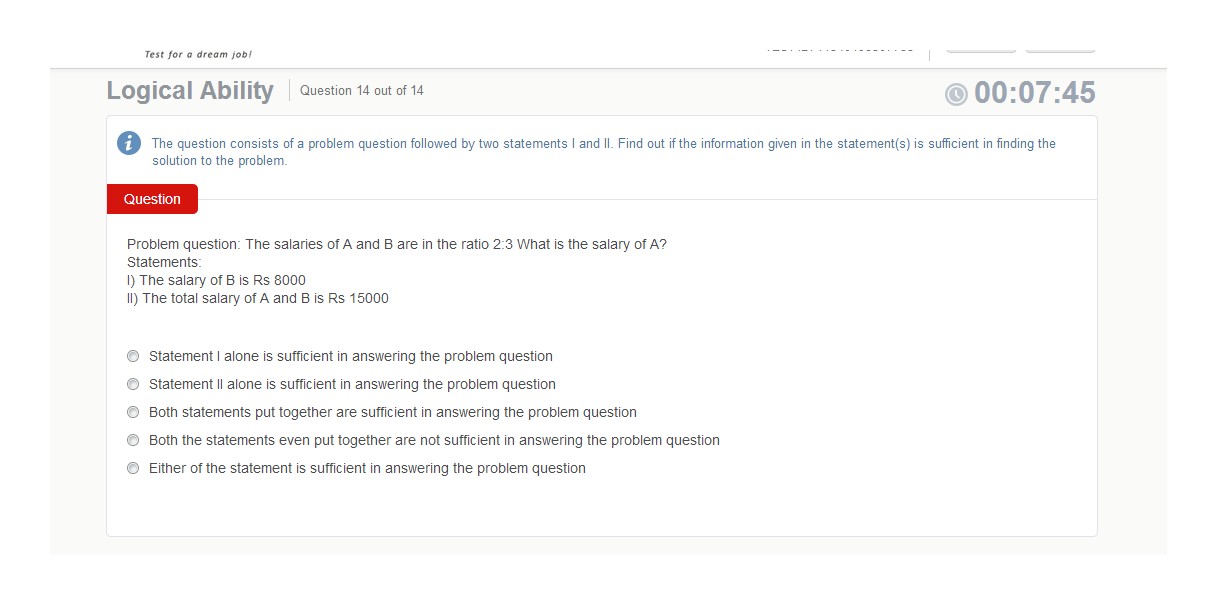 Test for a dream job!
Logical Ability
Question 14 out of 14
00:07:45
The question consists of a problem question followed by two statements I and II. Find out if the information given in the statement(s) is sufficient in finding the
solution to the problem.
Question
Problem question: The salaries of A and B are in the ratio 2:3 What is the salary of A?
Statements:
I) The salary of B is Rs 8000
II) The total salary of A and B is Rs 15000
Statement I alone is sufficient in answering the problem question
Statement II alone is sufficient in answering the problem question
Both statements put together are sufficient in answering the problem question
Both the statements even put together are not sufficient in answering the problem question
Either of the statement is sufficient in answering the problem question